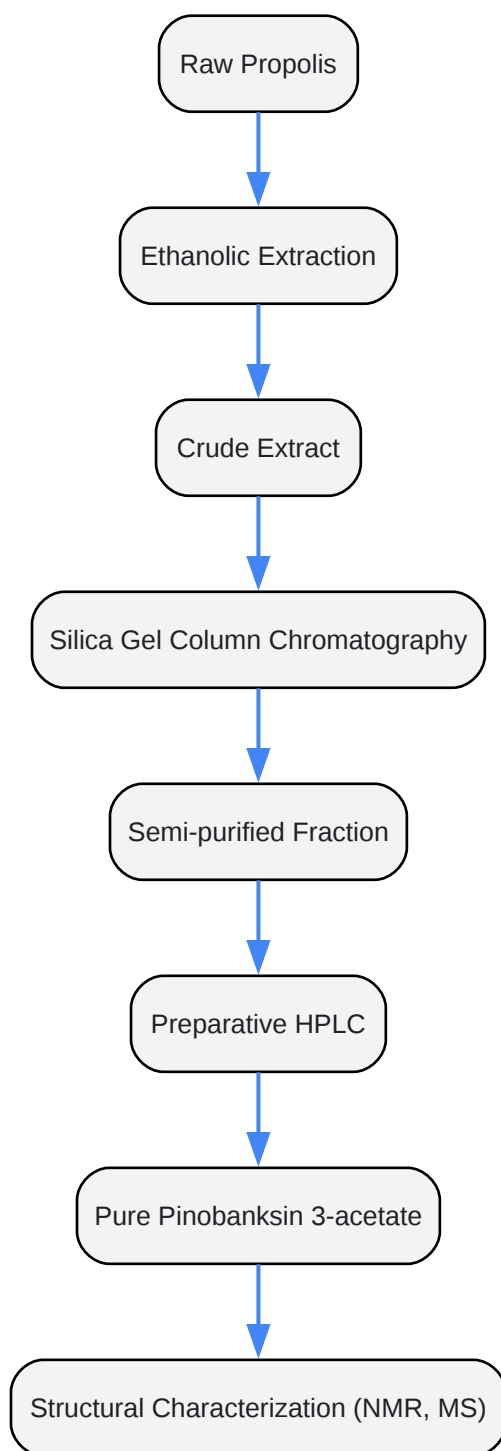 Raw Propolis
Ethanolic Extraction
Crude Extract
Silica Gel Column Chromatography
Semi-purified Fraction
Preparative HPLC
Pure Pinobanksin 3-acetate
Structural Characterization (NMR, MS)